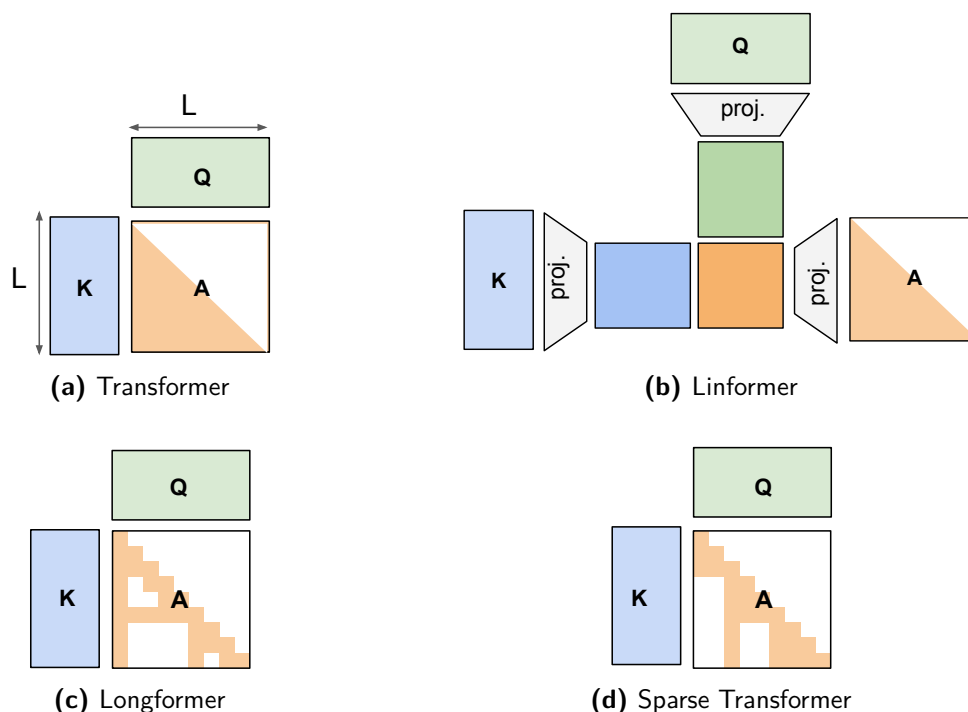 L
Q
L
K
A
(a) Transformer
Q
proj.
K
proj.
proj.
A
(b) Linformer
Q
K
A
(c) Longformer
Q
K
A
(d) Sparse Transformer